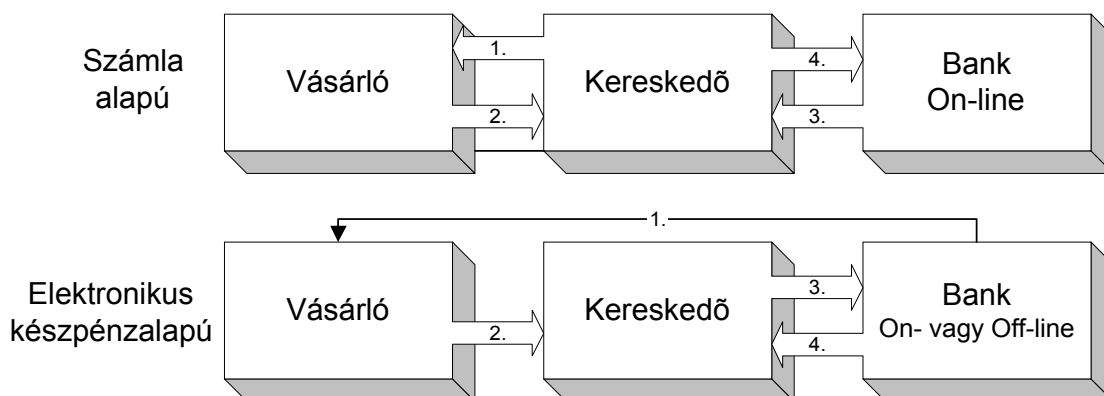 Számla
alapú
Vásárló
1.
2.
Kereskedõ
4.
3.
Bank
On-line
1.
Elektronikus
készpénzalapú
Vásárló
2.
Kereskedõ
3.
4.
Bank
On- vagy Off-line